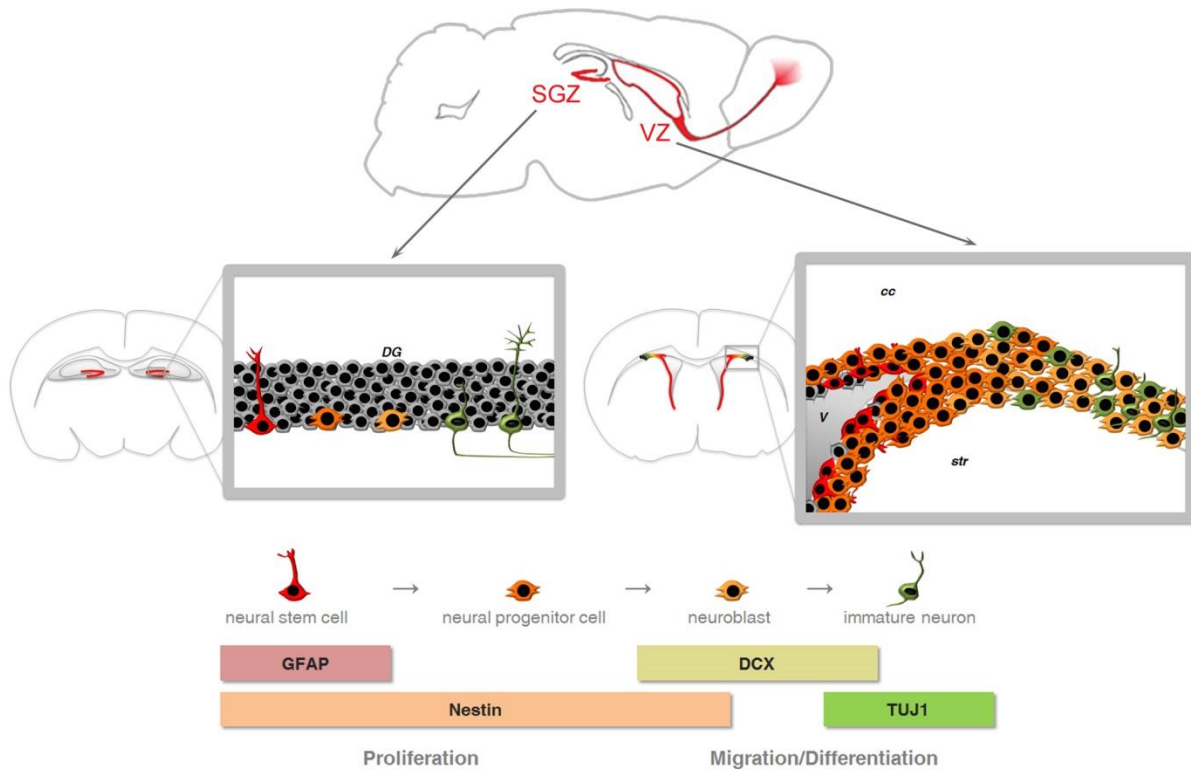 SGZ
VZ
DG
cc
V
str
→ → →
neural stem cell neural progenitor cell neuroblast immature neuron
GFAP DCX
Nestin TUJ1
Proliferation Migration/Differentiation